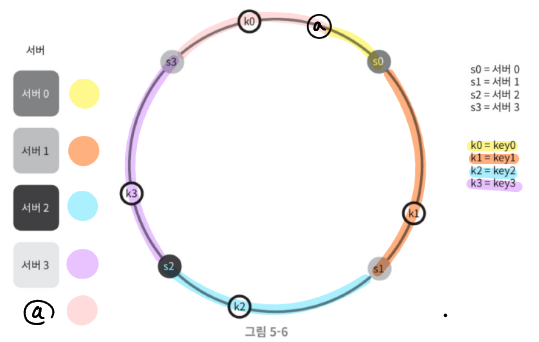 서버
서버 0
서버 1
서버 2
서버 3
ⓐ
k0
ⓐ
s3
s0
k3
k1
s2
s1
k2
그림 5-6
s0 = 서버 0
s1 = 서버 1
s2 = 서버 2
s3 = 서버 3
k0 = key0
k1 = key1
k2 = key2
k3 = key3